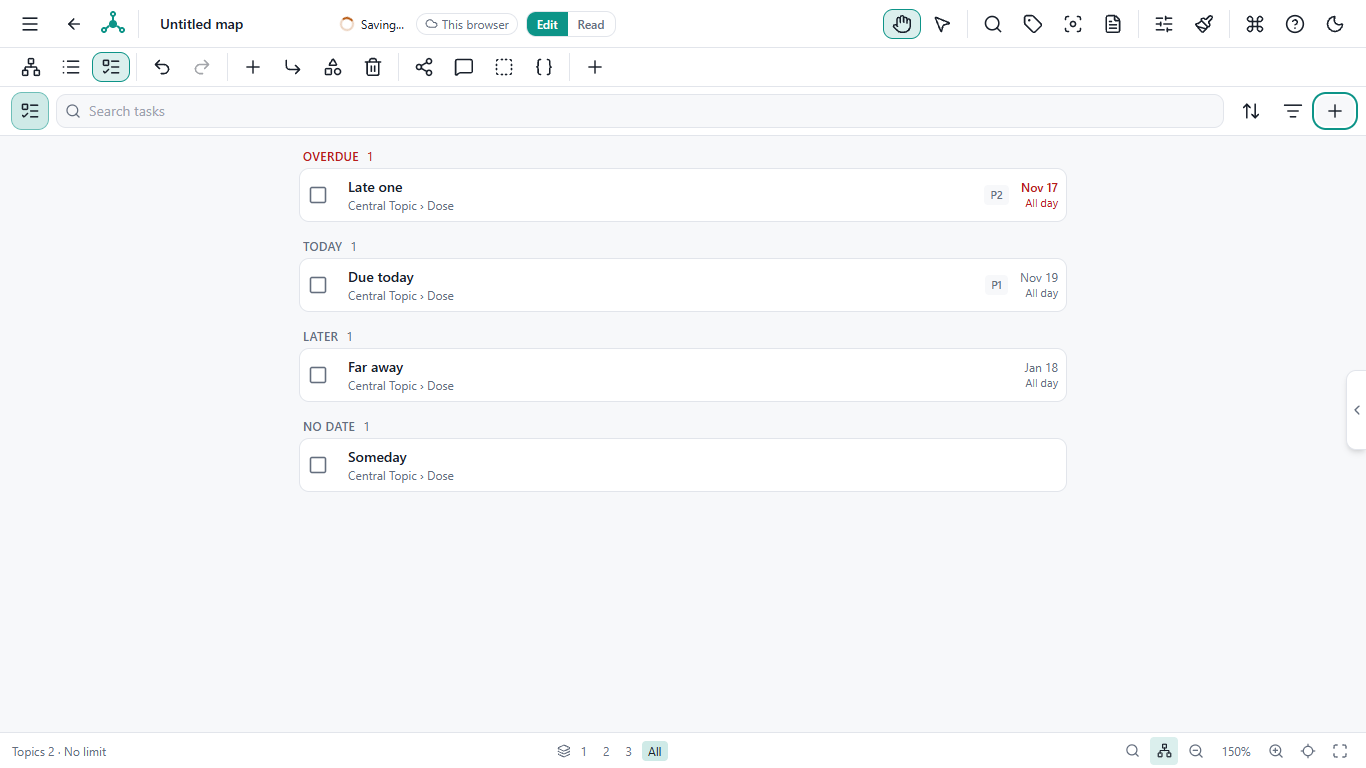 Untitled map
Saving...
This browser
Edit
Read
Search tasks
OVERDUE 1
Late one
Central Topic › Dose
P2
Nov 17
All day
TODAY 1
Due today
Central Topic › Dose
P1
Nov 19
All day
LATER 1
Far away
Central Topic › Dose
Jan 18
All day
NO DATE 1
Someday
Central Topic › Dose
Topics 2 · No limit
1 2 3 All
150%